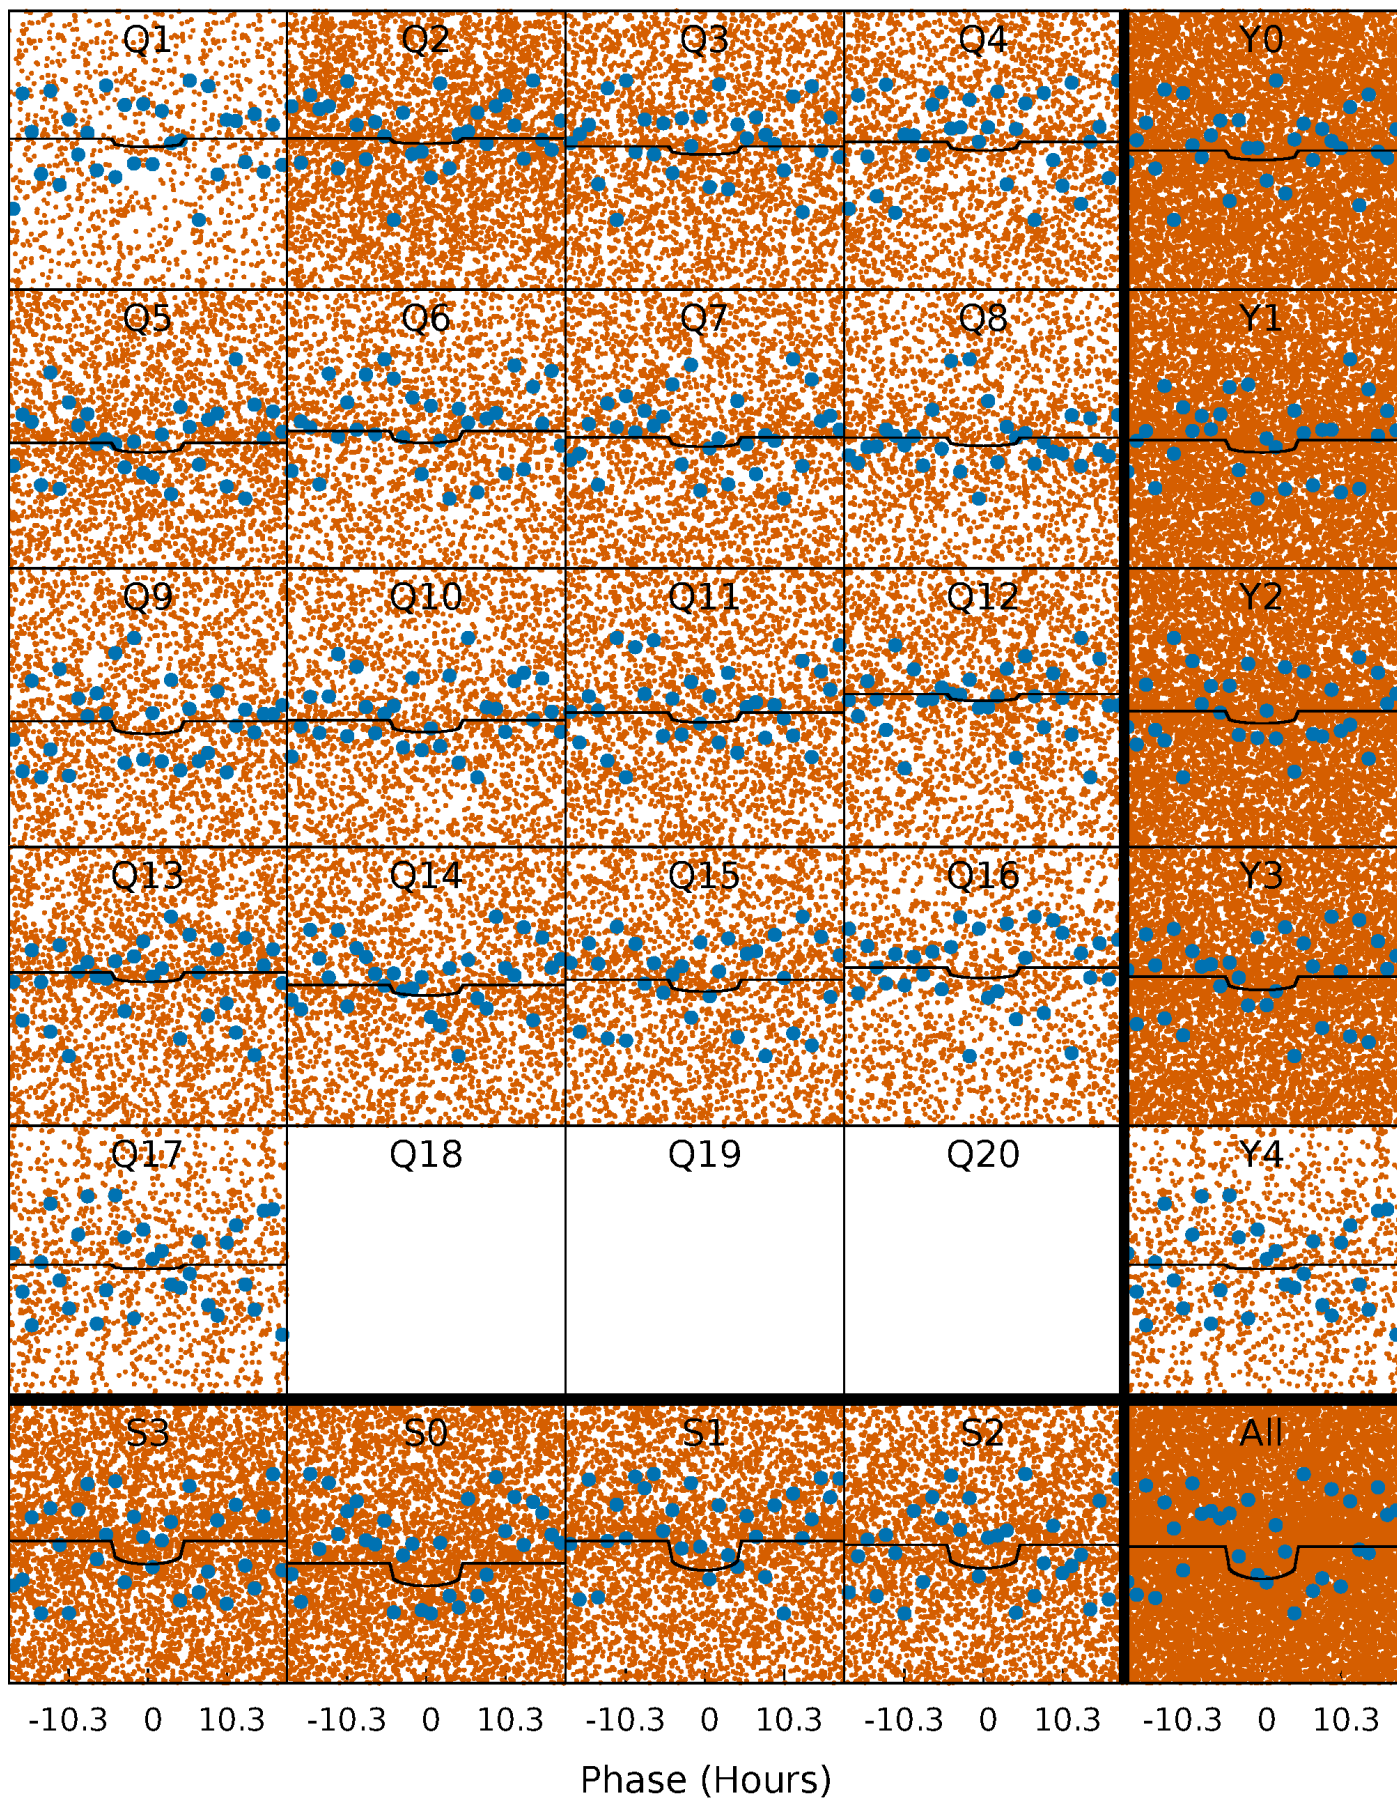 Q1 Q2 Q3 Q4 Y0
Q5 Q6 Q7 Q8 Y1
Q9 Q10 Q11 Q12 Y2
Q13 Q14 Q15 Q16 Y3
Q17 Q18 Q19 Q20 Y4
S3 S0 S1 S2 All
-10.3 0 10.3 -10.3 0 10.3 -10.3 0 10.3 -10.3 0 10.3 -10.3 0 10.3
Phase (Hours)